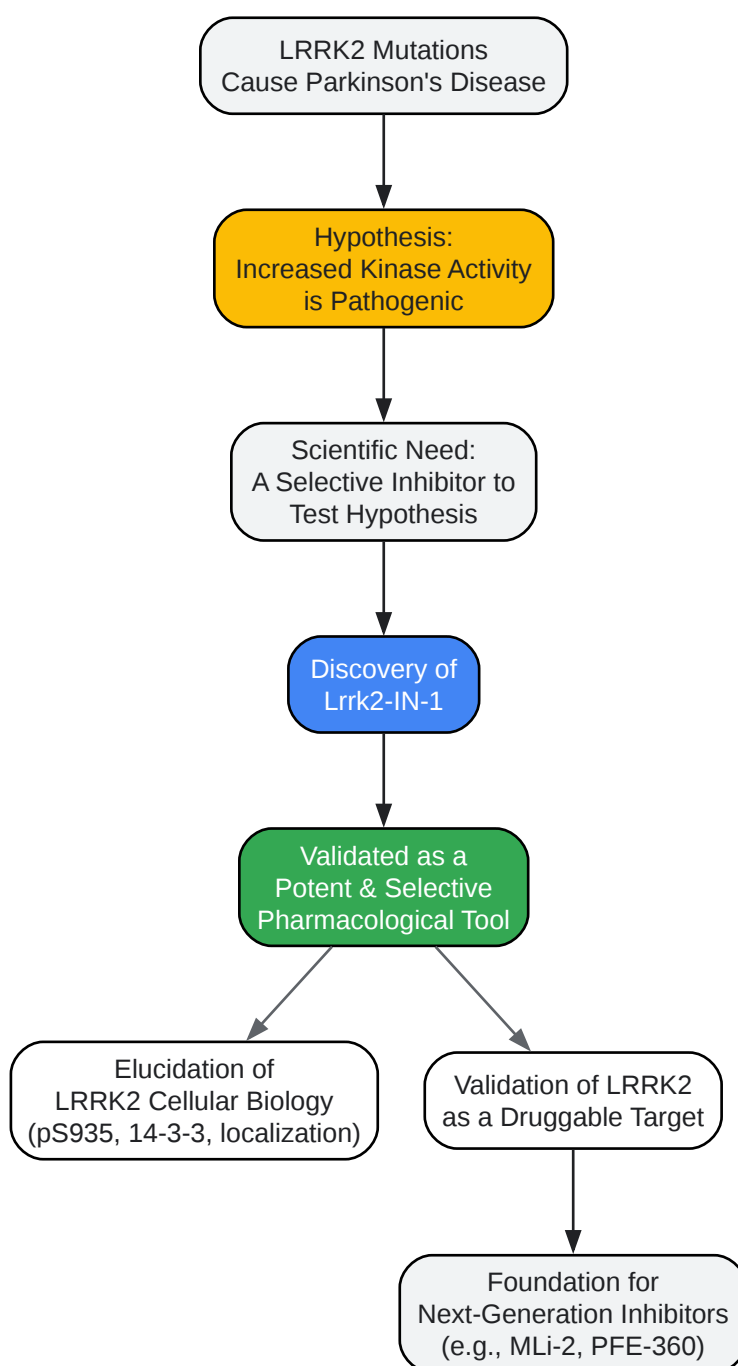 LRRK2 Mutations
Cause Parkinson's Disease
Hypothesis:
Increased Kinase Activity
is Pathogenic
Scientific Need:
A Selective Inhibitor to
Test Hypothesis
Discovery of
Lrrk2-IN-1
Validated as a
Potent & Selective
Pharmacological Tool
Elucidation of
LRRK2 Cellular Biology
(pS935, 14-3-3, localization)
Validation of LRRK2
as a Druggable Target
Foundation for
Next-Generation Inhibitors
(e.g., MLi-2, PFE-360)